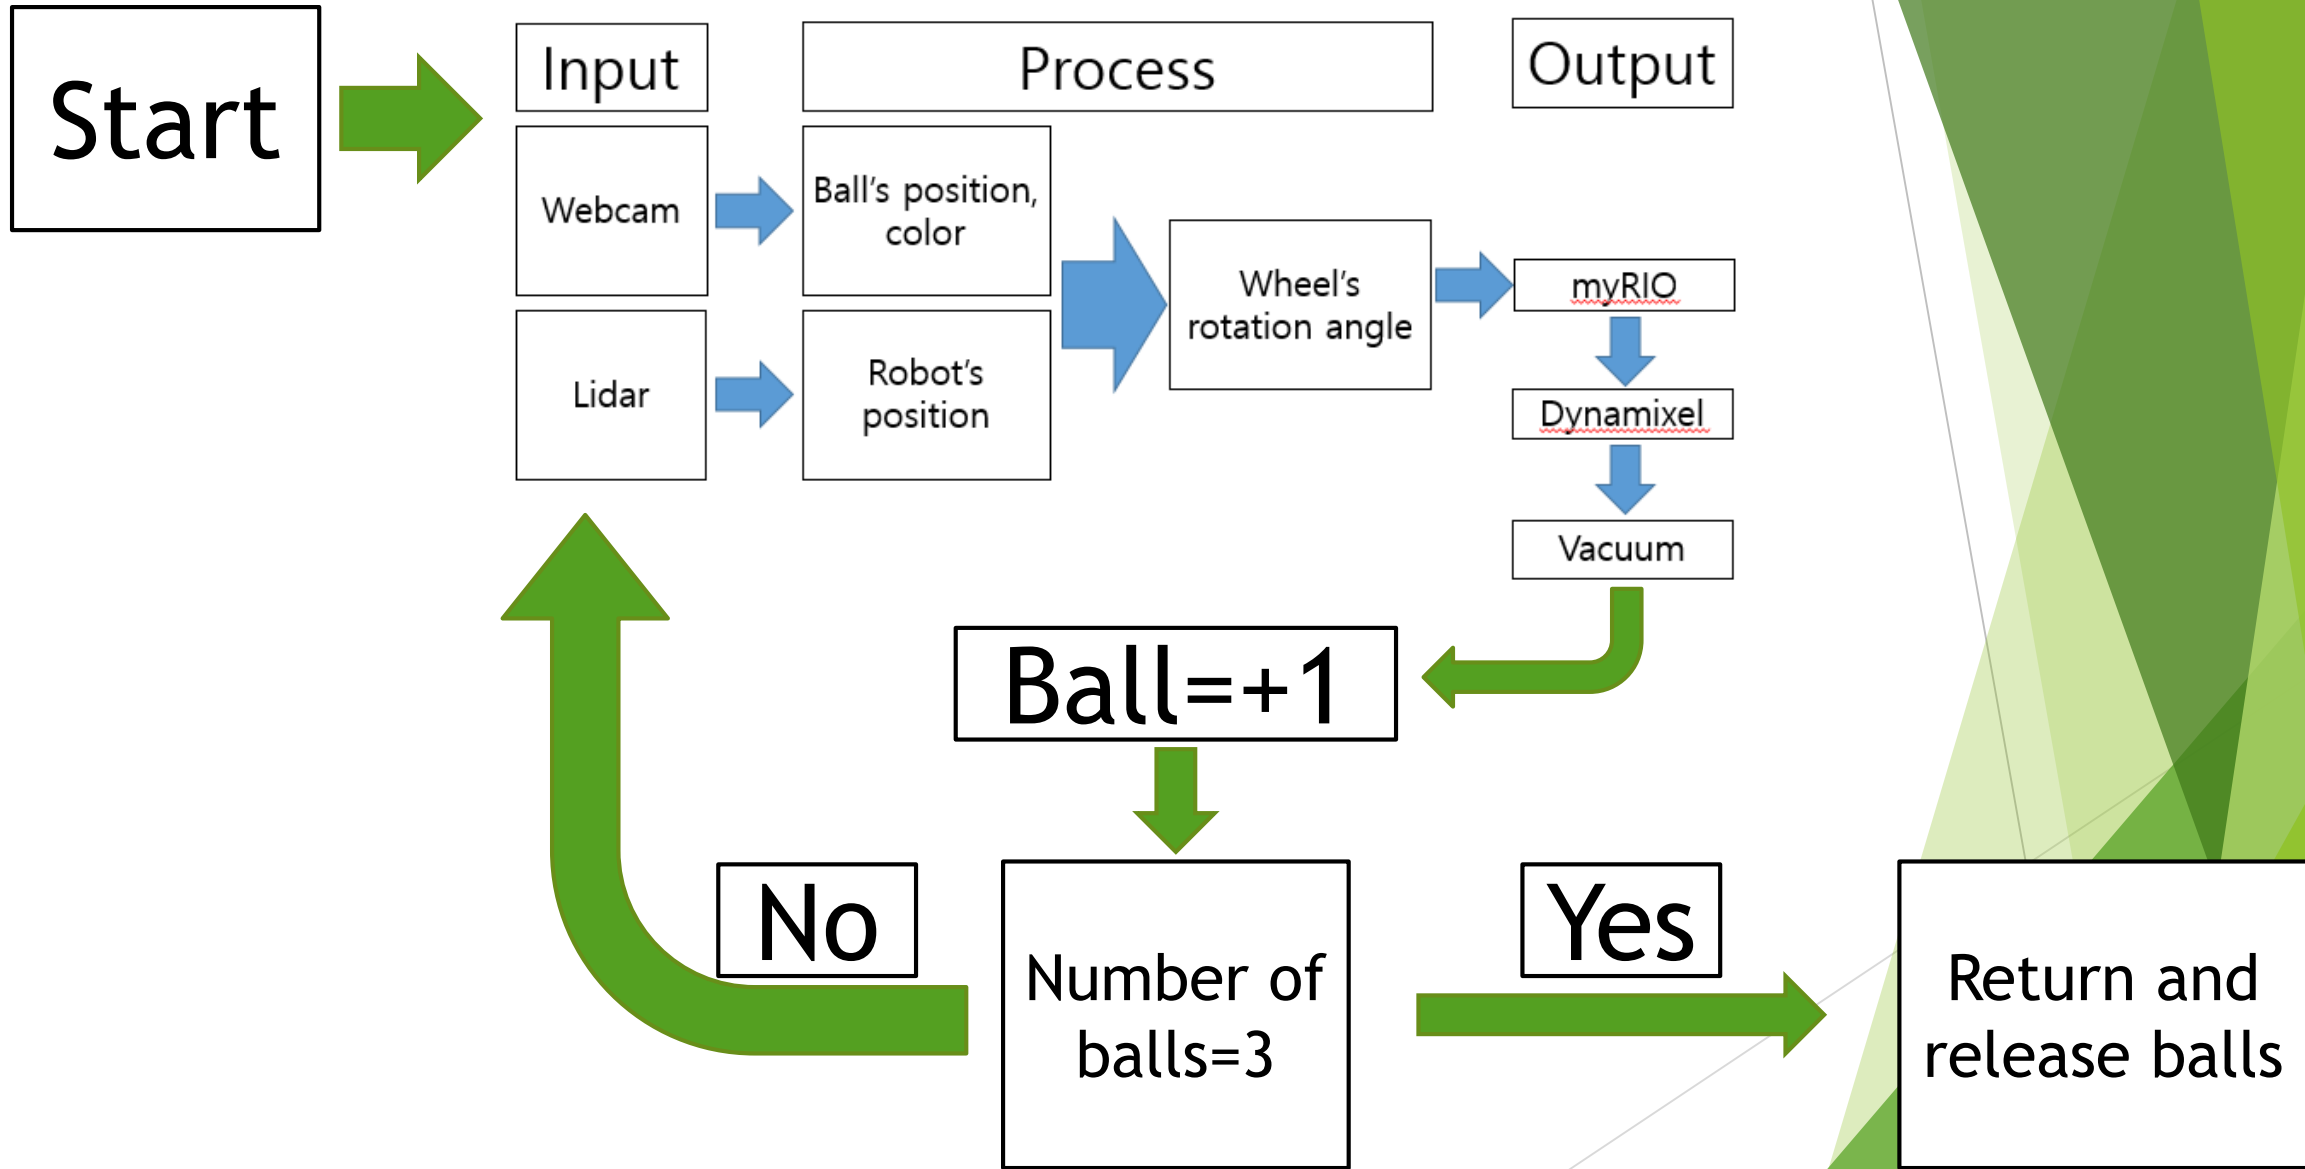 Start
Input
Process
Output
Webcam
Ball's position,
color
Wheel's
rotation angle
myRIO
Lidar
Robot's
position
Dynamixel
Vacuum
Ball=+1
No
Number of
balls=3
Yes
Return and
release balls